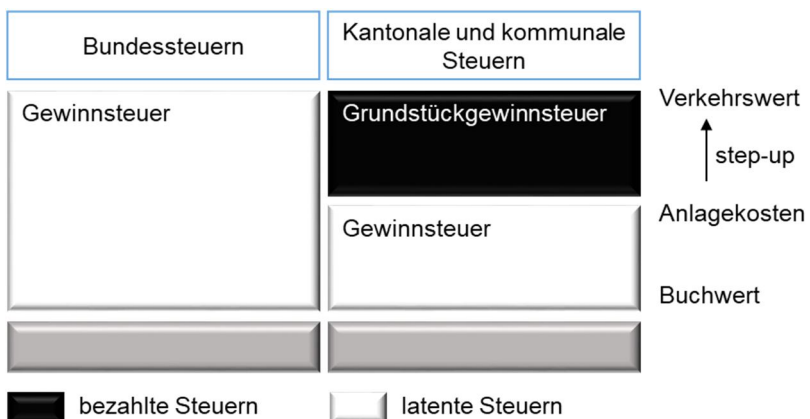 Bundessteuern
Kantonale und kommunale
Steuern
Gewinnsteuer
Grundstückgewinnsteuer
Verkehrswert
step-up
Anlagekosten
Gewinnsteuer
Buchwert
bezahlte Steuern
latente Steuern